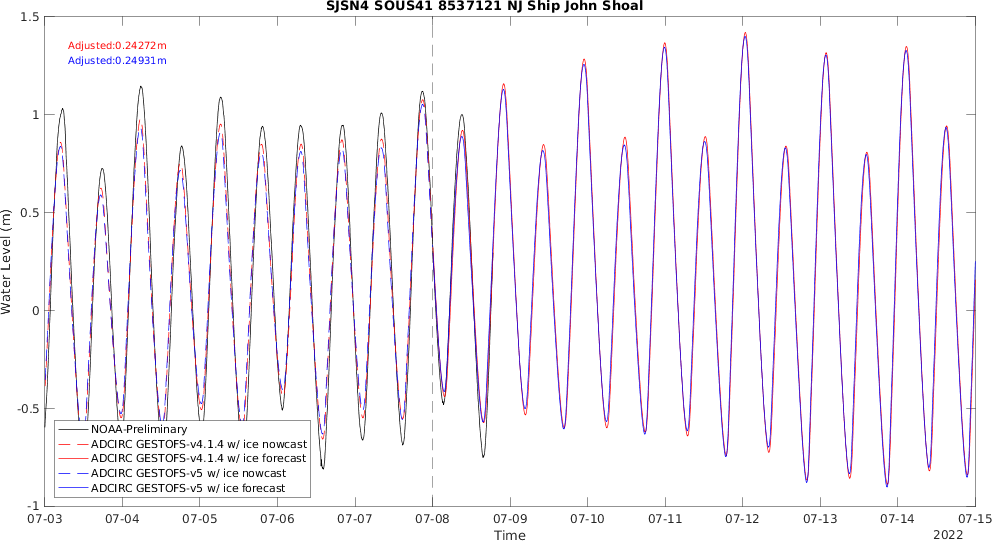 SJSN4 SOUS41 8537121 NJ Ship John Shoal
Adjusted:0.24272m
Adjusted:0.24931m
Water Level (m)
1.5
1
0.5
0
-0.5
-1
NOAA-Preliminary
ADCIRC GESTOFS-v4.1.4 w/ ice nowcast
ADCIRC GESTOFS-v4.1.4 w/ ice forecast
ADCIRC GESTOFS-v5 w/ ice nowcast
ADCIRC GESTOFS-v5 w/ ice forecast
07-03 07-04 07-05 07-06 07-07 07-08 07-09 07-10 07-11 07-12 07-13 07-14 07-15
Time
2022